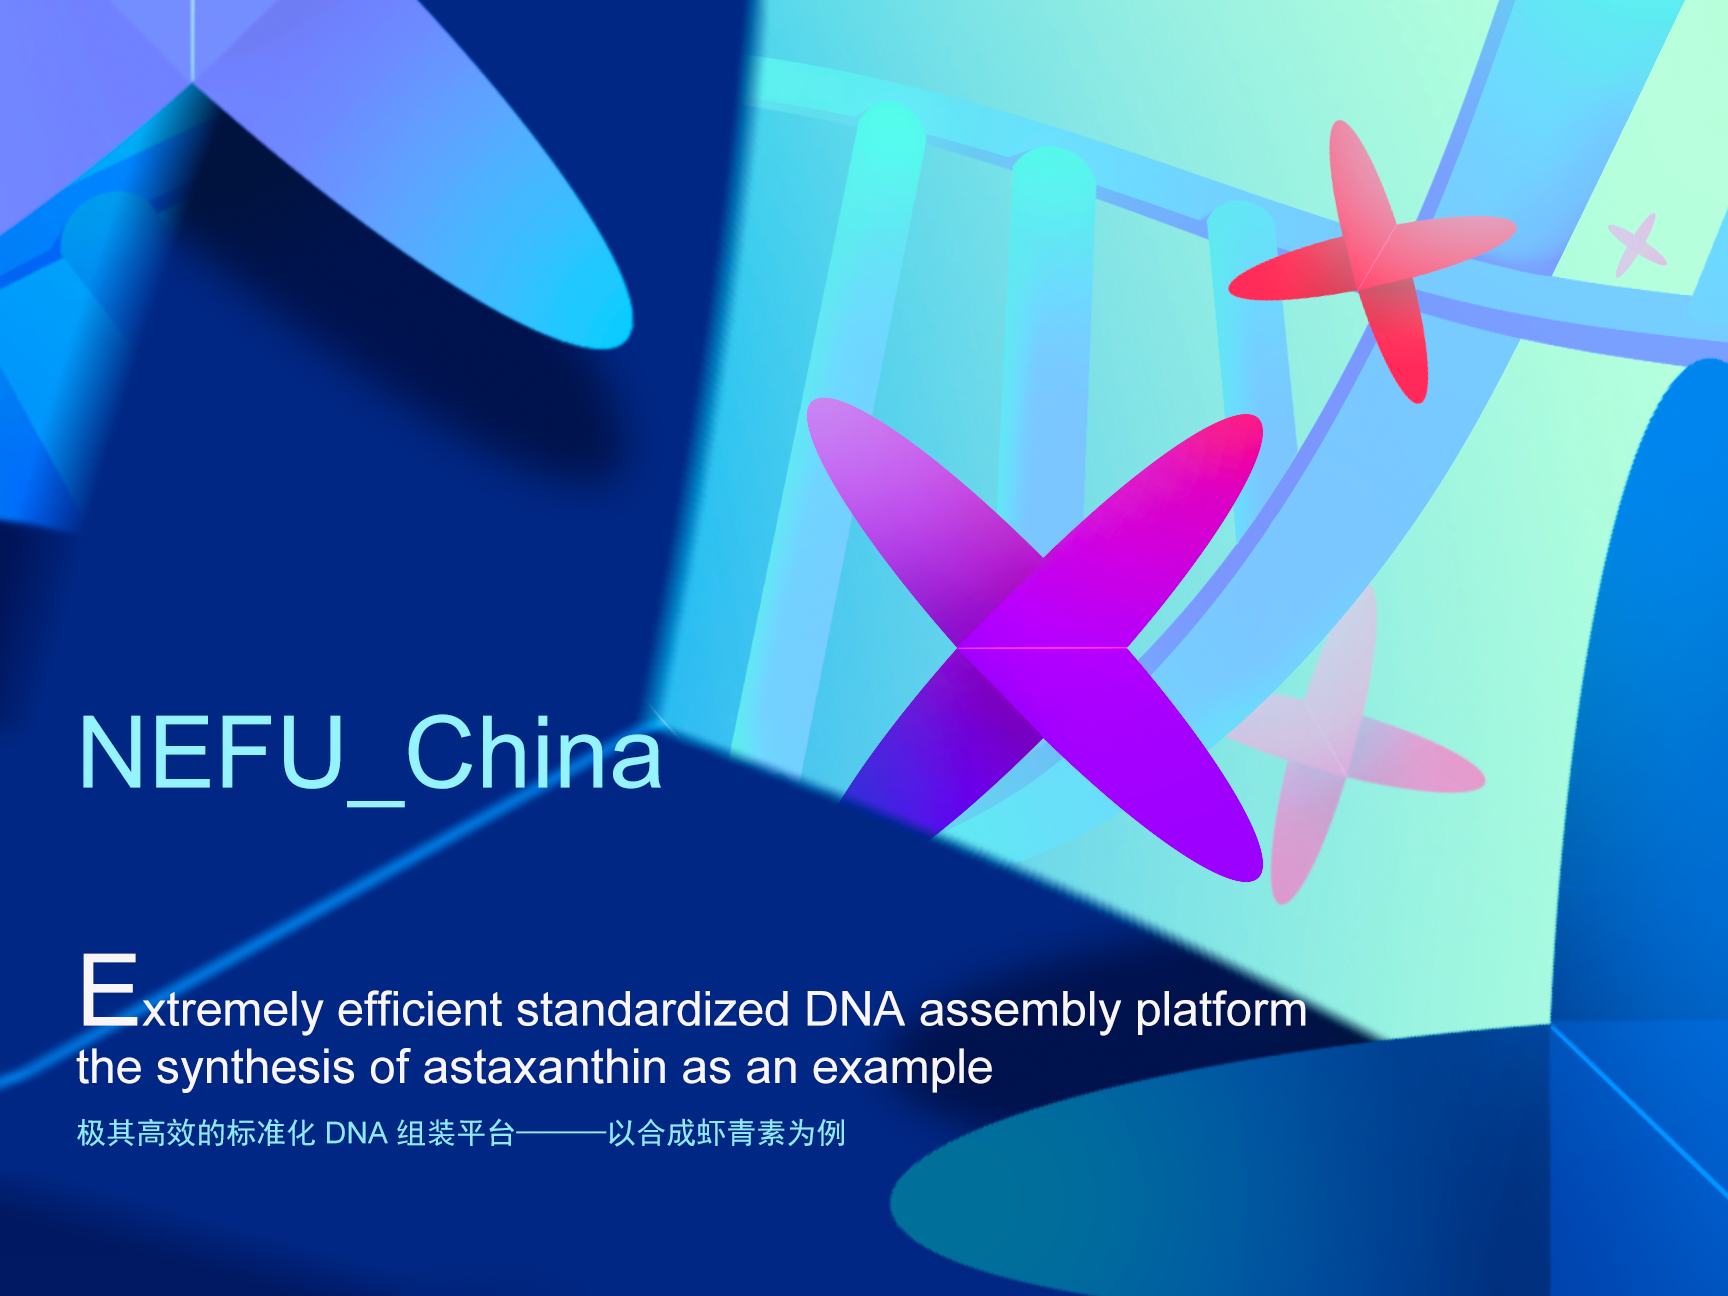 NEFU_China
Extremely efficient standardized DNA assembly platform
the synthesis of astaxanthin as an example
极其高效的标准化 DNA 组装平台———以合成虾青素为例